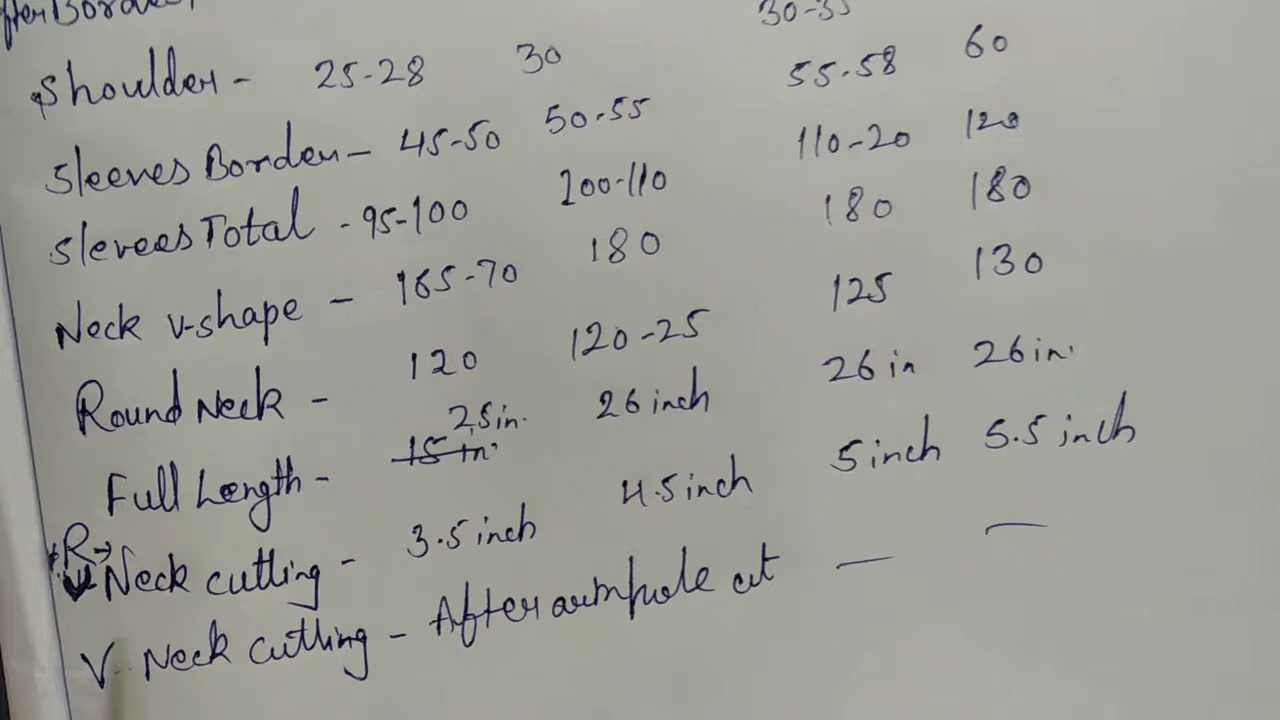 After Border
30-35
Shoulder - 25-28 30 55-58 60
Sleeves Border - 45-50 50-55 110-20 120
Slevees Total - 95-100 100-110 180 180
Neck V-shape - 165-70 180 125 130
Round Neck - 120 120-25 26 in 26 in.
Full Length - 15 in. 25in. 26 inch 5 inch 5.5 inch
R→ Neck cutting - 3.5 inch 4.5 inch — —
V Neck cutting - After armhole cut